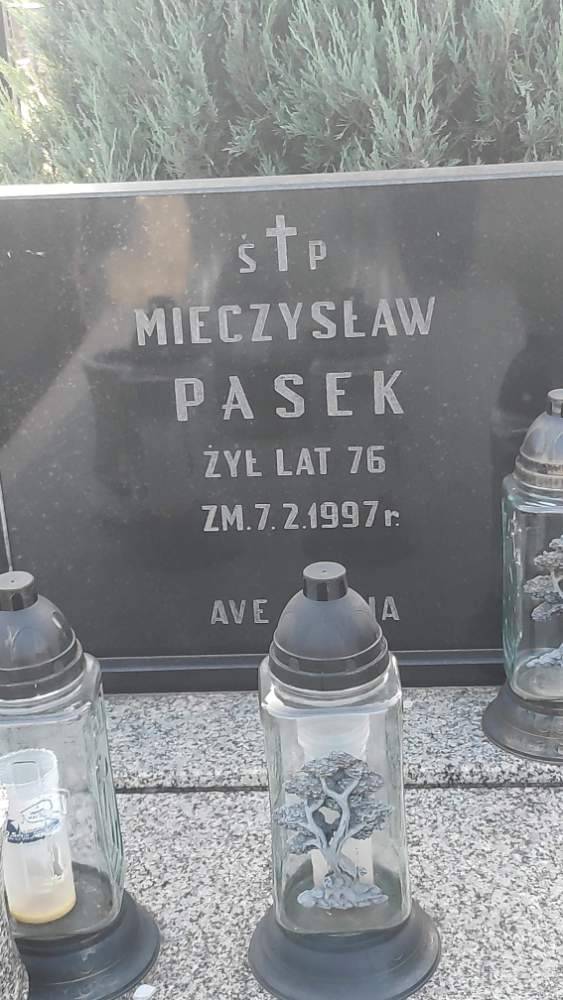 Ś P
MIECZYSŁAW
PASEK
ŻYŁ LAT 76
ZM. 7. 2. 1997 r.
AVE